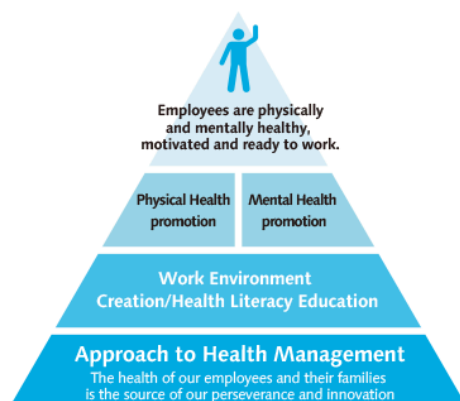 Employees are physically
and mentally healthy,
motivated and ready to work.
Physical Health
promotion
Mental Health
promotion
Work Environment
Creation/Health Literacy Education
Approach to Health Management
The health of our employees and their families
is the source of our perseverance and innovation